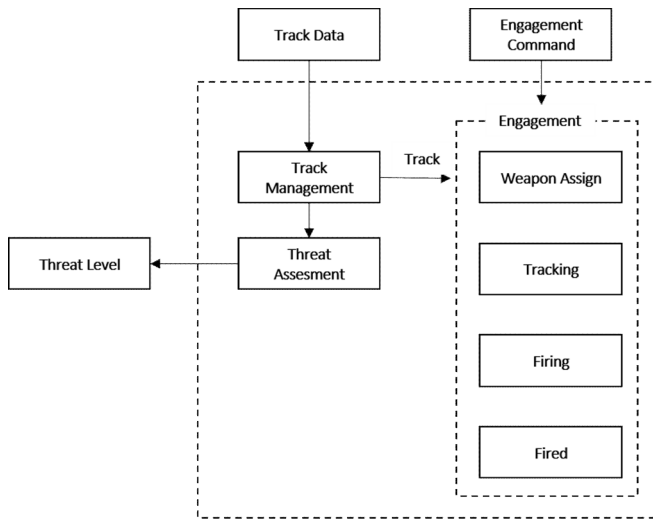 Track Data
Engagement
Command
Engagement
Track
Management
Track
Weapon Assign
Threat Level
Threat
Assesment
Tracking
Firing
Fired